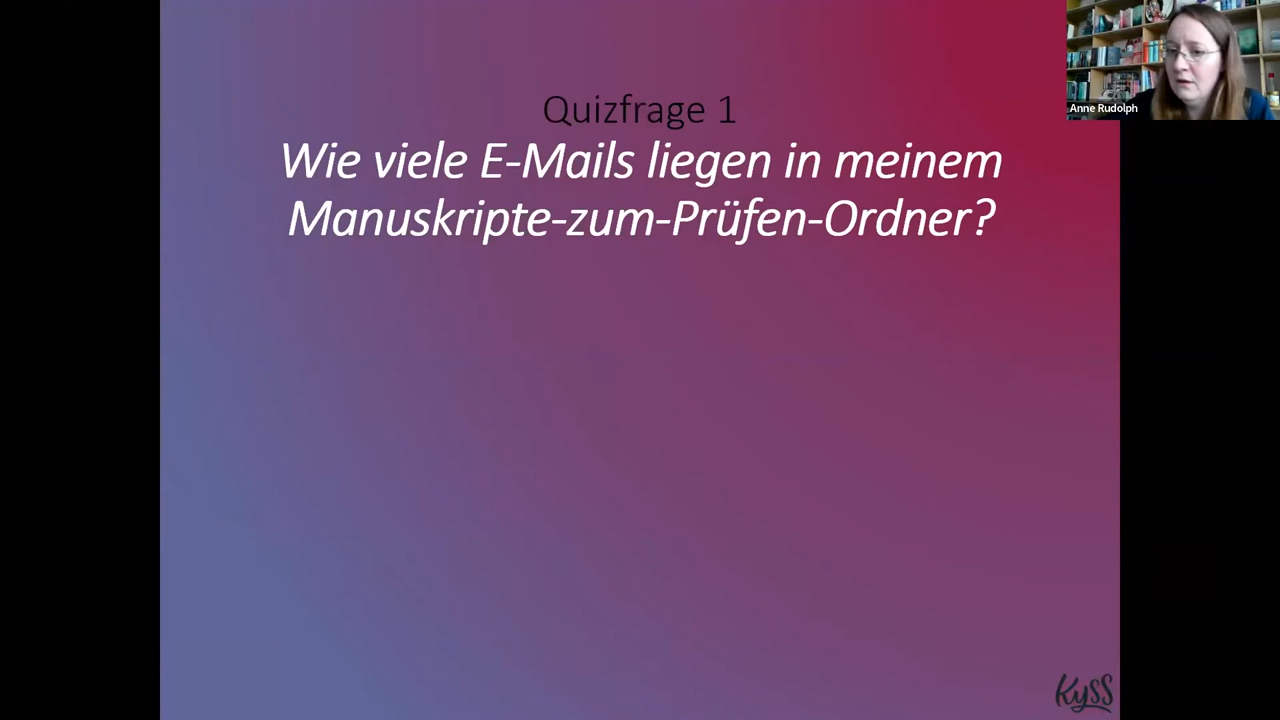 Anne Rudolph
Quizfrage 1
Wie viele E-Mails liegen in meinem
Manuskripte-zum-Prüfen-Ordner?
Kyss